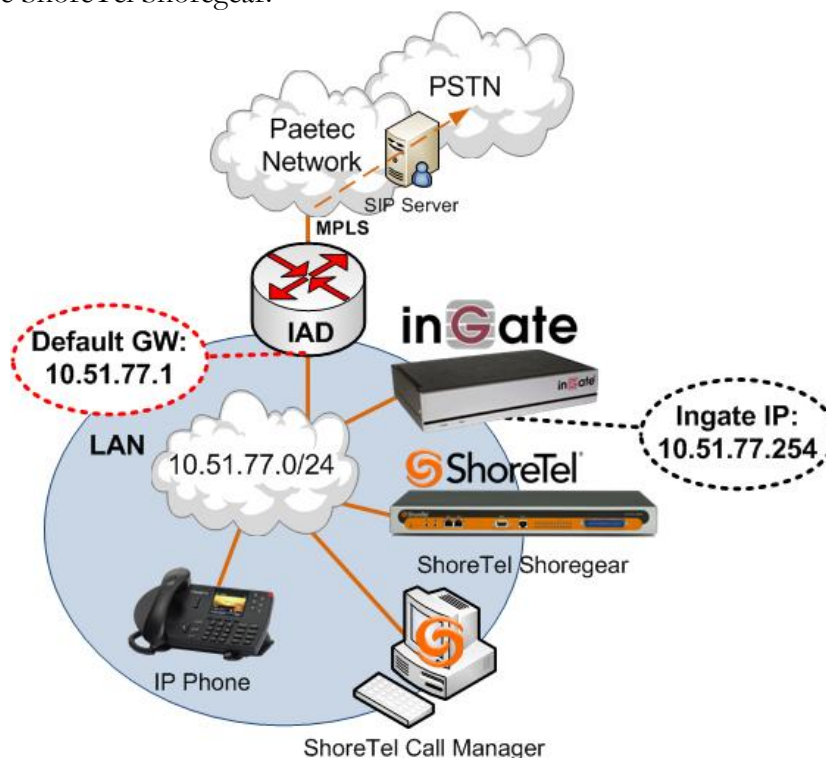 e ShoreTel Shoregear.
PSTN
Paetec
Network
SIP Server
MPLS
IAD
inGate
Default GW:
10.51.77.1
inGate
Ingate IP:
10.51.77.254
LAN
10.51.77.0/24
ShoreTel
ShoreTel Shoregear
IP Phone
ShoreTel Call Manager